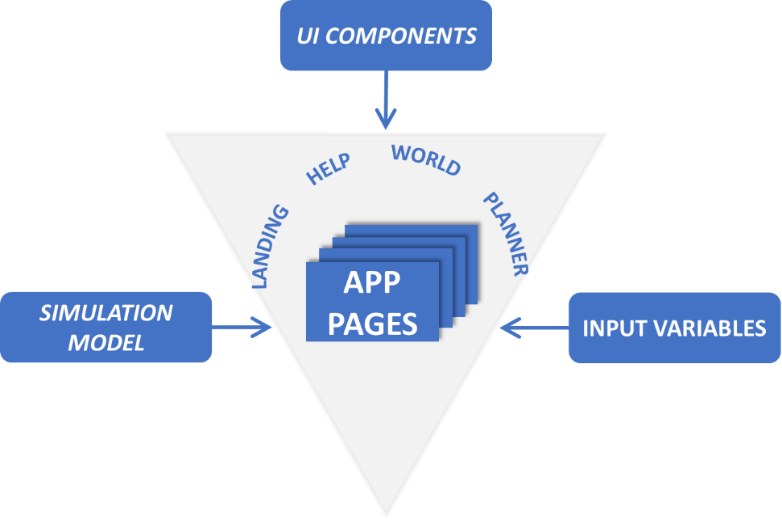 UI COMPONENTS
LANDING
HELP
WORLD
PLANNER
APP
PAGES
SIMULATION
MODEL
INPUT VARIABLES